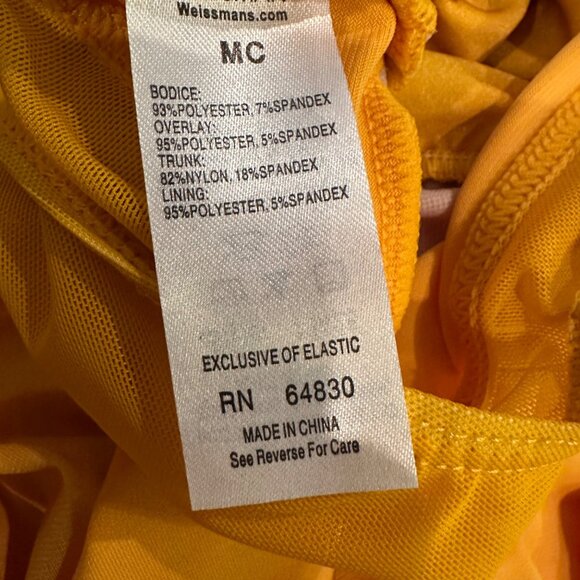 Weissmans.com
MC
BODICE:
93%POLYESTER, 7%SPANDEX
OVERLAY:
95%POLYESTER, 5%SPANDEX
TRUNK:
82%NYLON, 18%SPANDEX
LINING:
95%POLYESTER, 5%SPANDEX
EXCLUSIVE OF ELASTIC
RN 64830
MADE IN CHINA
See Reverse For Care